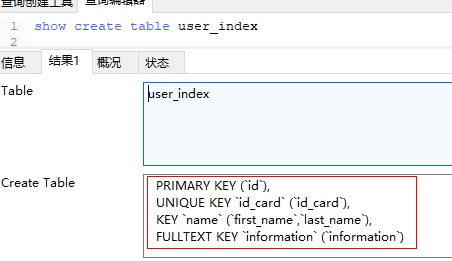 查询创建工具 查询编辑器
1 show create table user_index
2
信息 结果1 概况 状态
Table
user_index
Create Table
PRIMARY KEY (`id`),
UNIQUE KEY `id_card` (`id_card`),
KEY `name` (`first_name`,`last_name`),
FULLTEXT KEY `information` (`information`)